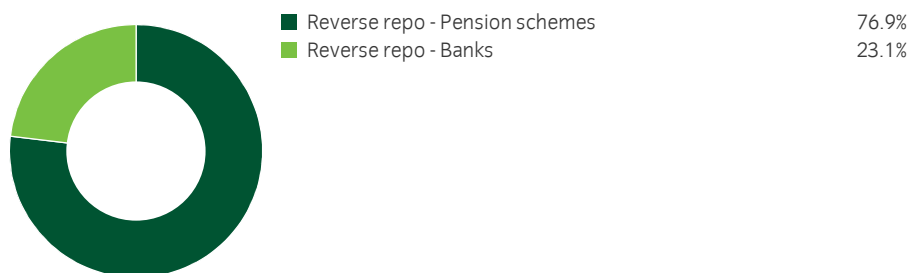 Reverse repo - Pension schemes 76.9%
Reverse repo - Banks 23.1%